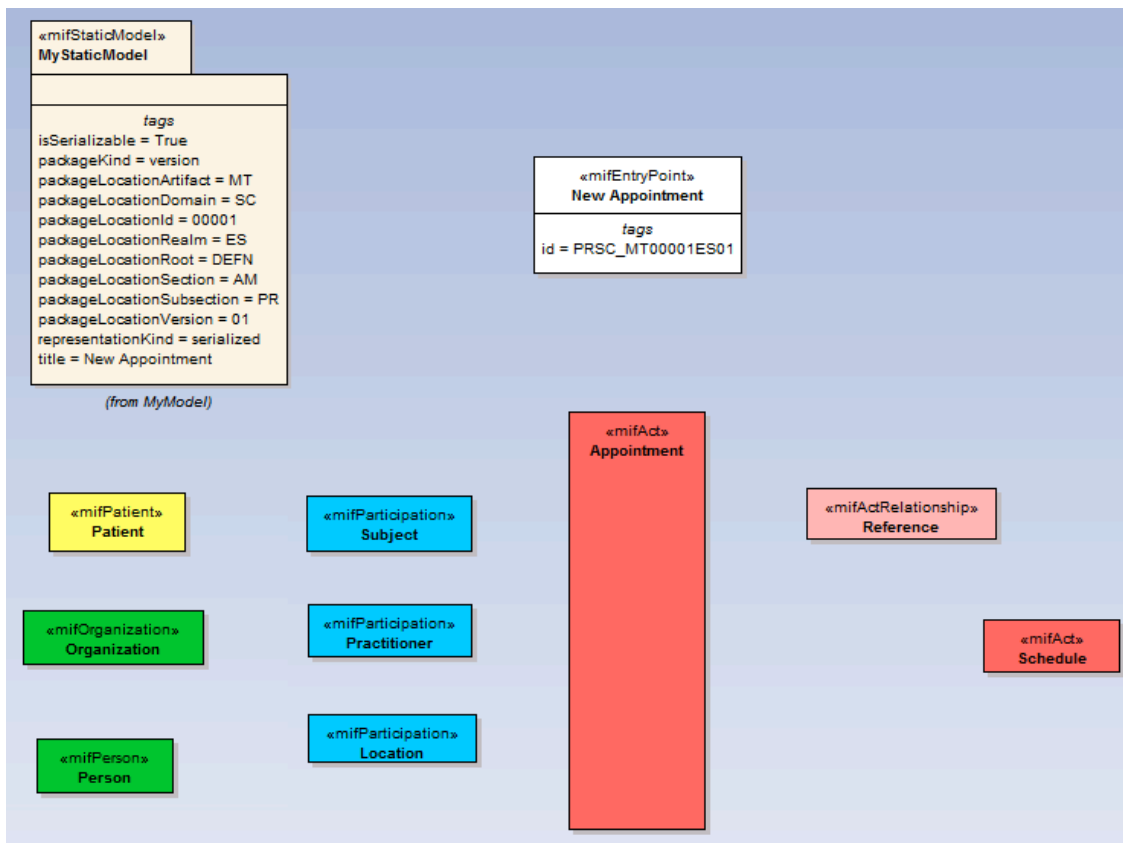 «mifStaticModel»
MyStaticModel
tags
isSerializable = True
packageKind = version
packageLocationArtifact = MT
packageLocationDomain = SC
packageLocationId = 00001
packageLocationRealm = ES
packageLocationRoot = DEFN
packageLocationSection = AM
packageLocationSubsection = PR
packageLocationVersion = 01
representationKind = serialized
title = New Appointment
(from MyModel)
«mifEntryPoint»
New Appointment
tags
id = PRSC_MT00001ES01
«mifAct»
Appointment
«mifPatient»
Patient
«mifParticipation»
Subject
«mifActRelationship»
Reference
«mifOrganization»
Organization
«mifParticipation»
Practitioner
«mifAct»
Schedule
«mifPerson»
Person
«mifParticipation»
Location